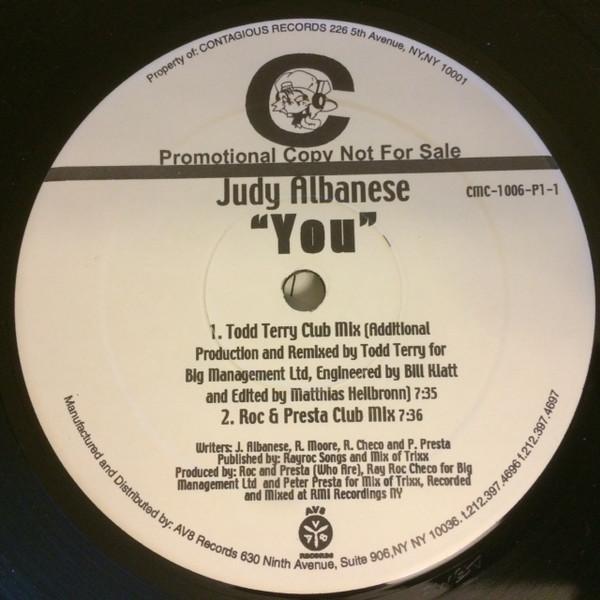 Property of: CONTAGIOUS RECORDS 226 5th Avenue, NY,NY 10001
C
Promotional Copy Not For Sale
Judy Albanese
CMC-1006-P1-1
“You”
1. Todd Terry Club Mix (Additional
Production and Remixed by Todd Terry for
Big Management Ltd, Engineered by Bill Klatt
and Edited by Matthias Heilbronn) 7:35
2. Roc & Presta Club Mix 7:36
Writers: J. Albanese, R. Moore, R. Checo and P. Presta
Published by: Rayroc Songs and Mix of Trixx
Produced by: Roc and Presta (Who Are), Ray Roc Checo for Big
Management Ltd and Peter Presta for Mix of Trixx, Recorded
and Mixed at RMI Recordings NY
AV8
RECORDS
Manufactured and Distributed by: AV8 Records 630 Ninth Avenue, Suite 906,NY NY 10036. t.212.397.4696 f.212.397.4697